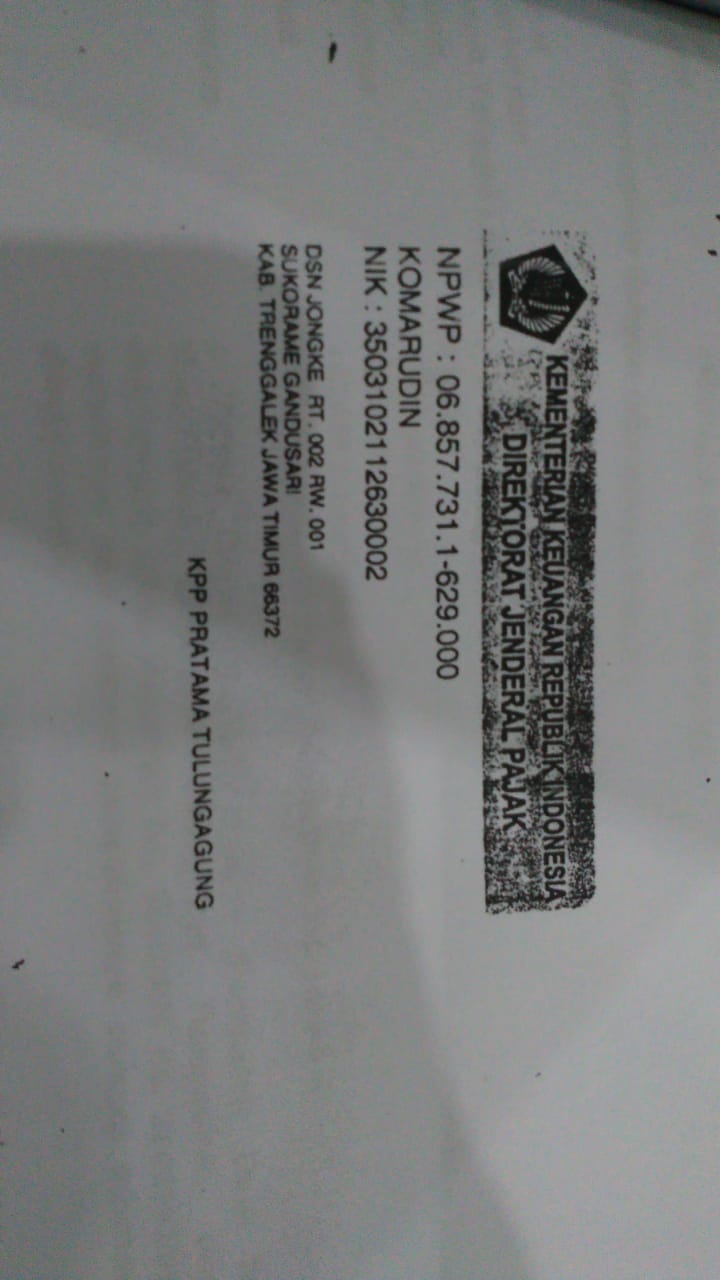 KEMENTERIAN KEUANGAN REPUBLIK INDONESIA
DIREKTORAT JENDERAL PAJAK
NPWP : 06.857.731.1-629.000
KOMARUDIN
NIK : 3503102112630002
DSN JONGKE RT. 002 RW. 001
SUKORAME GANDUSARI
KAB. TRENGGALEK JAWA TIMUR 66372
KPP PRATAMA TULUNGAGUNG